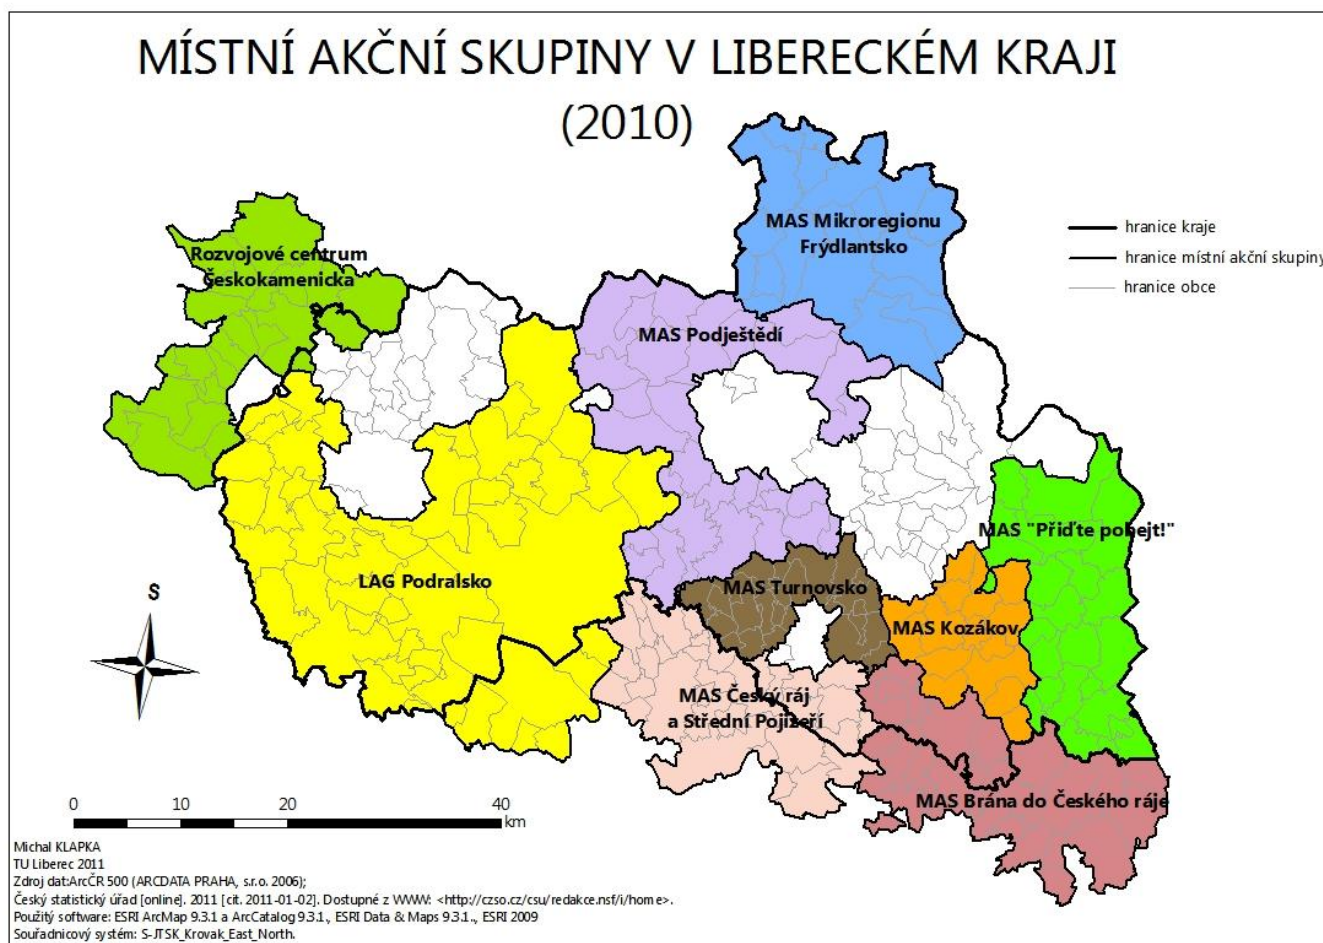 MÍSTNÍ AKČNÍ SKUPINY V LIBERECKÉM KRAJI
(2010)
MAS Mikroregionu
Frýdlantsko
hranice kraje
hranice místní akční skupiny
hranice obce
Rozvojové centrum
Českokamenicka
MAS Podještědí
MAS "Přiďte pobejt!"
LAG Podralsko
MAS Turnovsko
S
MAS Kozákov
MAS Český ráj
a Střední Pojizeří
MAS Brána do Českého ráje
0 10 20 40
km
Michal KLAPKA
TU Liberec 2011
Zdroj dat:ArcČR 500 (ARCDATA PRAHA, s.r.o. 2006);
Český statistický úřad [online]. 2011 [cit. 2011-01-02]. Dostupné z WWW: <http://czso.cz/csu/redakce.nsf/i/home>.
Použitý software: ESRI ArcMap 9.3.1 a ArcCatalog 9.3.1., ESRI Data & Maps 9.3.1.., ESRI 2009
Souřadnicový systém: S-JTSK_Krovak_East_North.